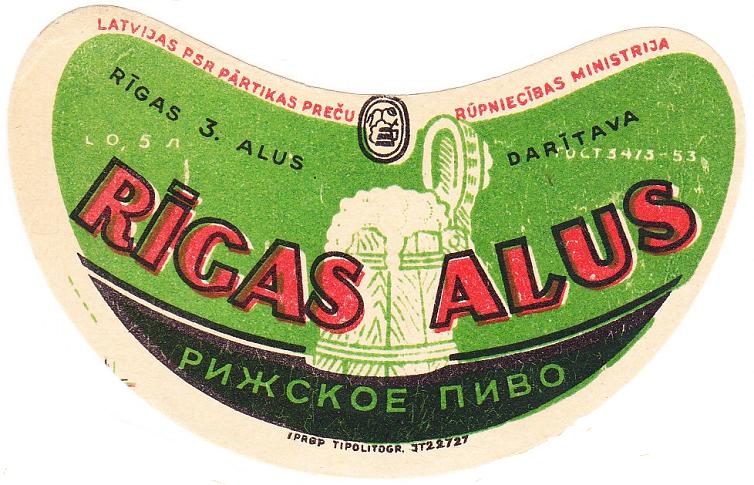 LATVIJAS PSR PĀRTIKAS PREČU RŪPNIECĪBAS MINISTRIJA
RĪGAS 3. ALUS DARĪTAVA
0,5 Л ГОСТ 3473-53
RĪGAS ALUS
РИЖСКОЕ ПИВО
TIPOLITOGR. JT22727